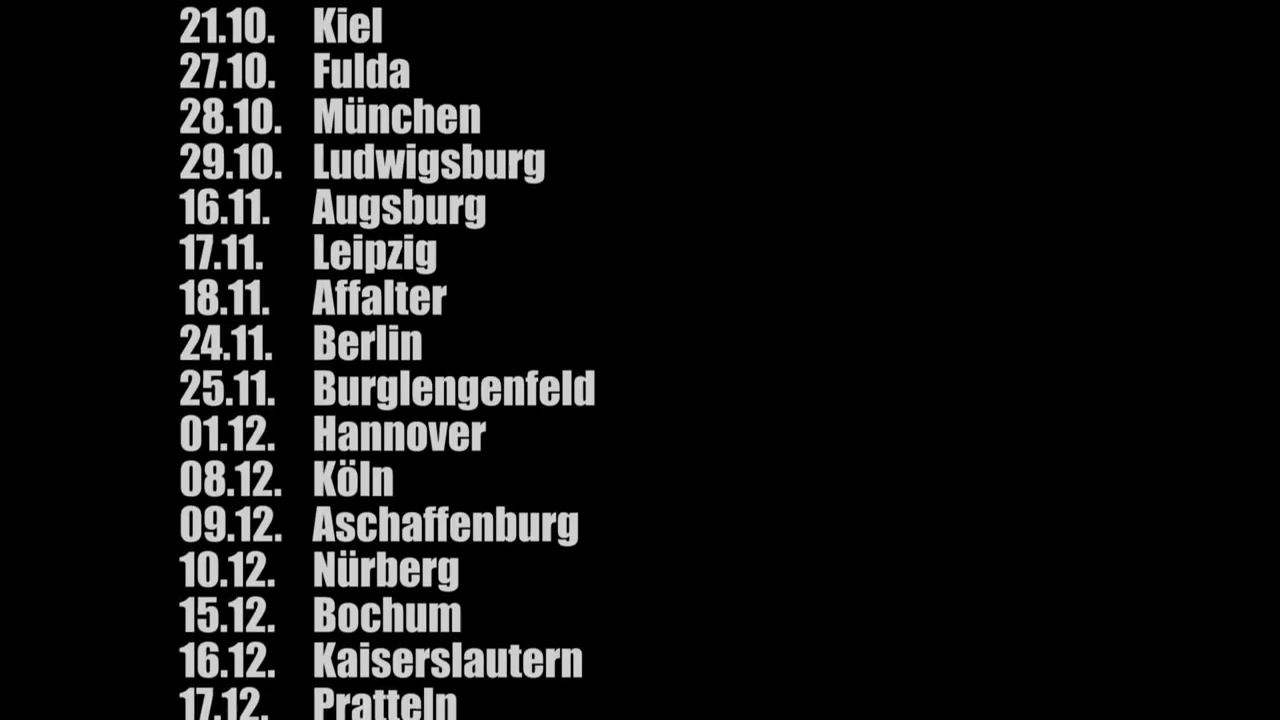 21.10. Kiel
27.10. Fulda
28.10. München
29.10. Ludwigsburg
16.11. Augsburg
17.11. Leipzig
18.11. Affalter
24.11. Berlin
25.11. Burglengenfeld
01.12. Hannover
08.12. Köln
09.12. Aschaffenburg
10.12. Nürberg
15.12. Bochum
16.12. Kaiserslautern
17.12. Pratteln